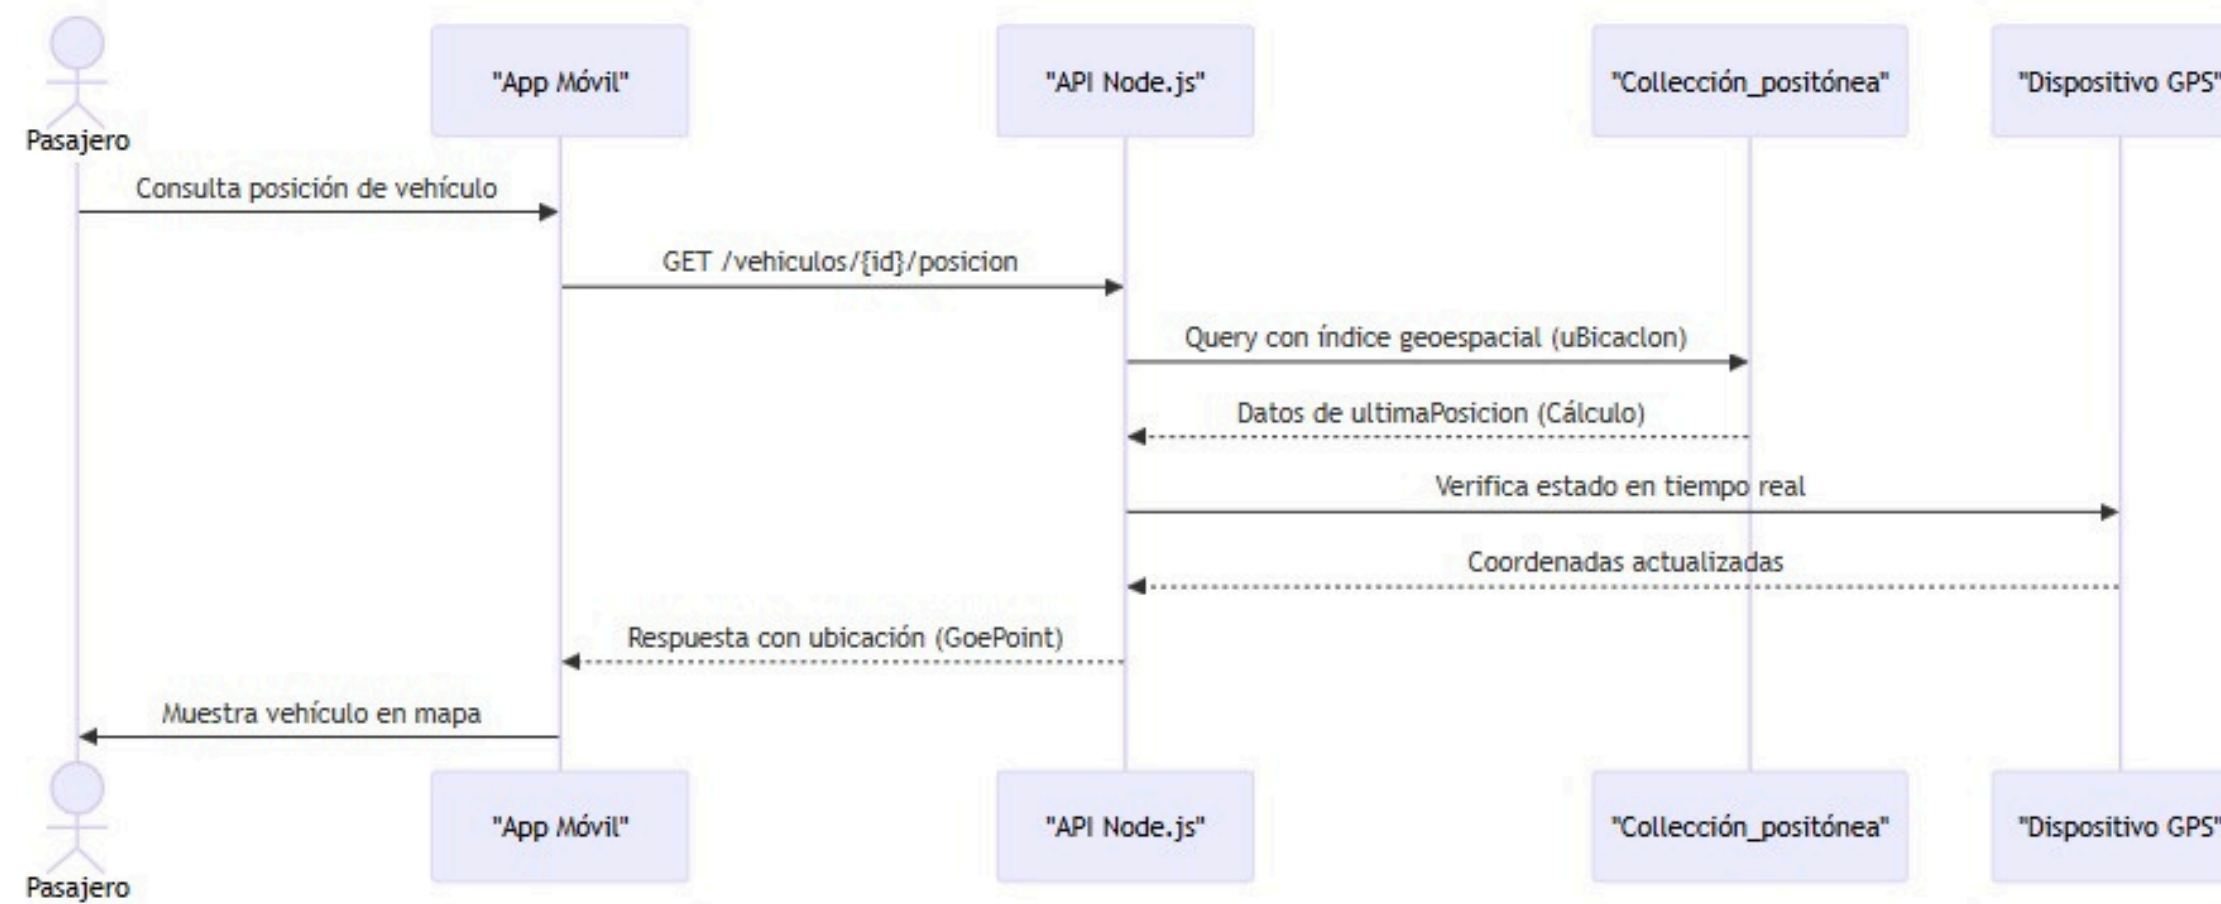 "App Móvil"
"API Node.js"
"Collección_positónea"
"Dispositivo GPS"
Pasajero
Consulta posición de vehículo
GET /vehiculos/{id}/posicion
Query con índice geoespacial (uBicaclon)
Datos de ultimaPosicion (Cálculo)
Verifica estado en tiempo real
Coordenadas actualizadas
Respuesta con ubicación (GoePoint)
Muestra vehículo en mapa
"App Móvil"
"API Node.js"
"Collección_positónea"
"Dispositivo GPS"
Pasajero